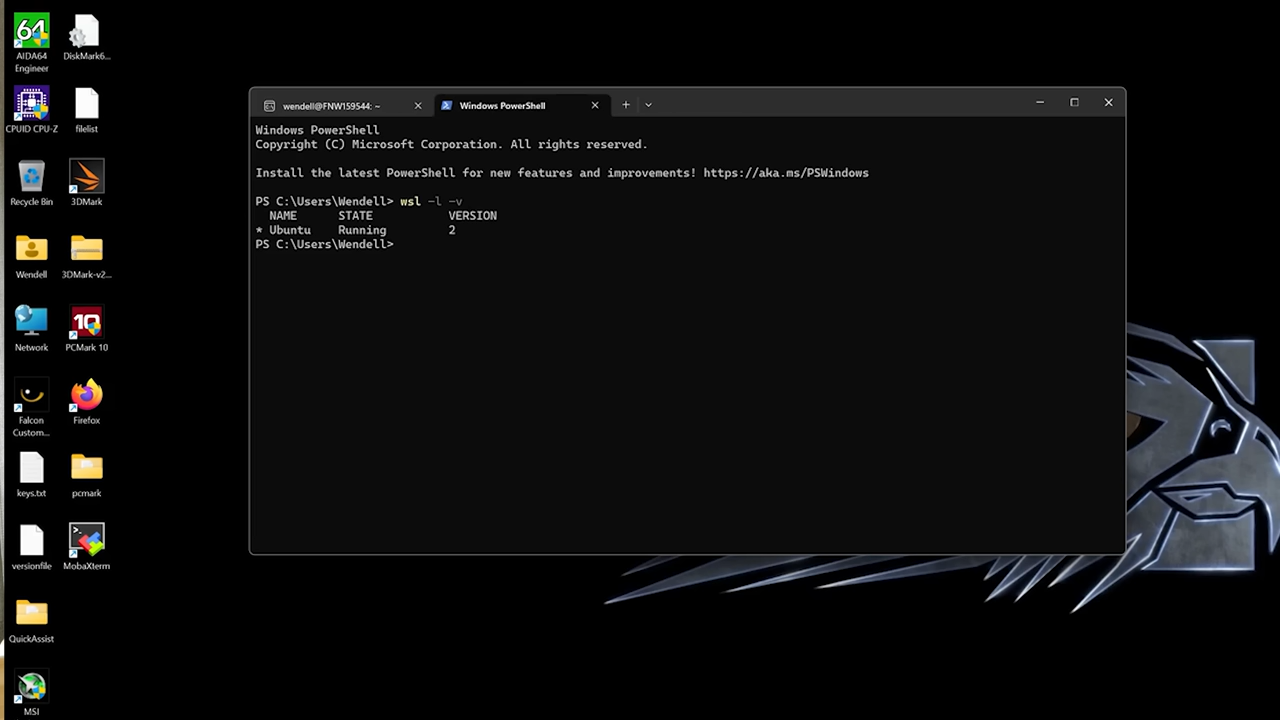 AIDA64
Engineer
DiskMark6...
CPUID CPU-Z
filelist
Recycle Bin
3DMark
Wendell
3DMark-v2...
Network
PCMark 10
Falcon
Custom...
Firefox
keys.txt
pcmark
versionfile
MobaXterm
QuickAssist
MSI
64
10
wendell@FNW159544: ~
Windows PowerShell
Windows PowerShell
Copyright (C) Microsoft Corporation. All rights reserved.
Install the latest PowerShell for new features and improvements! https://aka.ms/PSWindows
PS C:\Users\Wendell> wsl -l -v
NAME STATE VERSION
* Ubuntu Running 2
PS C:\Users\Wendell>